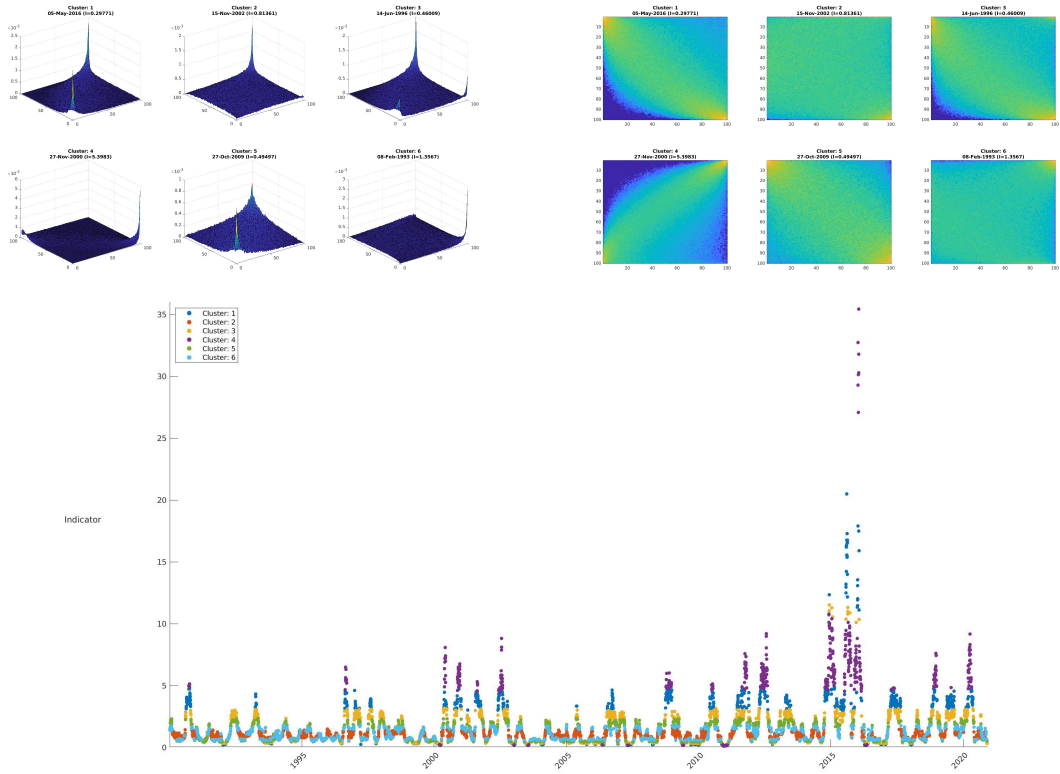 Cluster: 1
05-May-2016 (I=0.29771)
Cluster: 2
15-Nov-2002 (I=0.81361)
Cluster: 3
14-Jun-1996 (I=0.46009)
Cluster: 1
05-May-2016 (I=0.29771)
Cluster: 2
15-Nov-2002 (I=0.81361)
Cluster: 3
14-Jun-1996 (I=0.46009)
Cluster: 4
27-Nov-2000 (I=5.3983)
Cluster: 5
27-Oct-2009 (I=0.49497)
Cluster: 6
08-Feb-1993 (I=1.3567)
Cluster: 4
27-Nov-2000 (I=5.3983)
Cluster: 5
27-Oct-2009 (I=0.49497)
Cluster: 6
08-Feb-1993 (I=1.3567)
Cluster: 1
Cluster: 2
Cluster: 3
Cluster: 4
Cluster: 5
Cluster: 6
Indicator
35
30
25
20
15
10
5
0
1995
2000
2005
2010
2015
2020